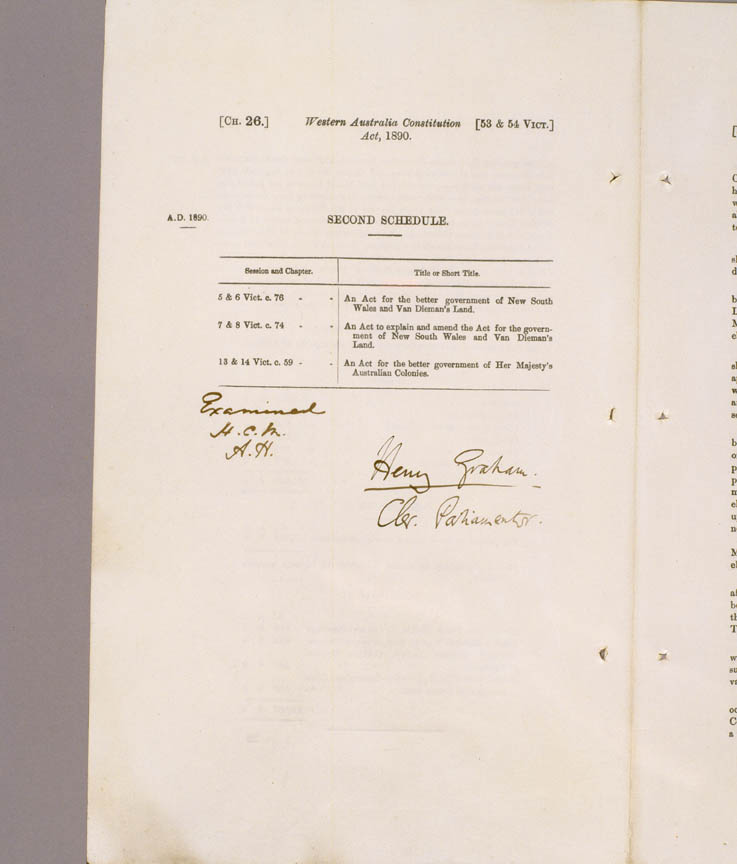 [CH. 26.] Western Australia Constitution [53 & 54 VICT.]
Act, 1890.
A.D. 1890.
SECOND SCHEDULE.
Session and Chapter. Title or Short Title.
5 & 6 Vict. c. 76 - - An Act for the better government of New South
Wales and Van Dieman's Land.
7 & 8 Vict. c. 74 - - An Act to explain and amend the Act for the govern-
ment of New South Wales and Van Dieman's
Land.
13 & 14 Vict. c. 59 - - An Act for the better government of Her Majesty's
Australian Colonies.
Examined
H.C.M.
A.H.
Henry Graham.
Cler. Parliamentor.